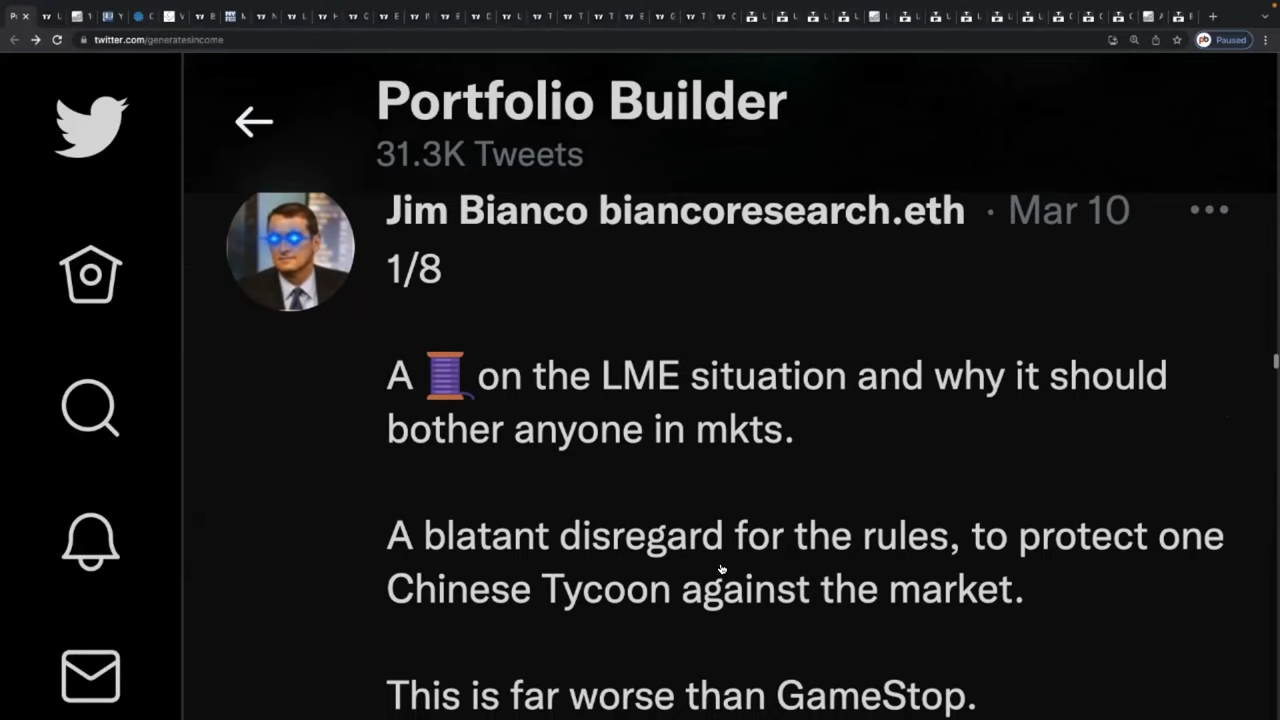 twitter.com/generatesincome
Paused
Portfolio Builder
31.3K Tweets
Jim Bianco biancoresearch.eth · Mar 10
1/8
A 🧵 on the LME situation and why it should
bother anyone in mkts.
A blatant disregard for the rules, to protect one
Chinese Tycoon against the market.
This is far worse than GameStop.